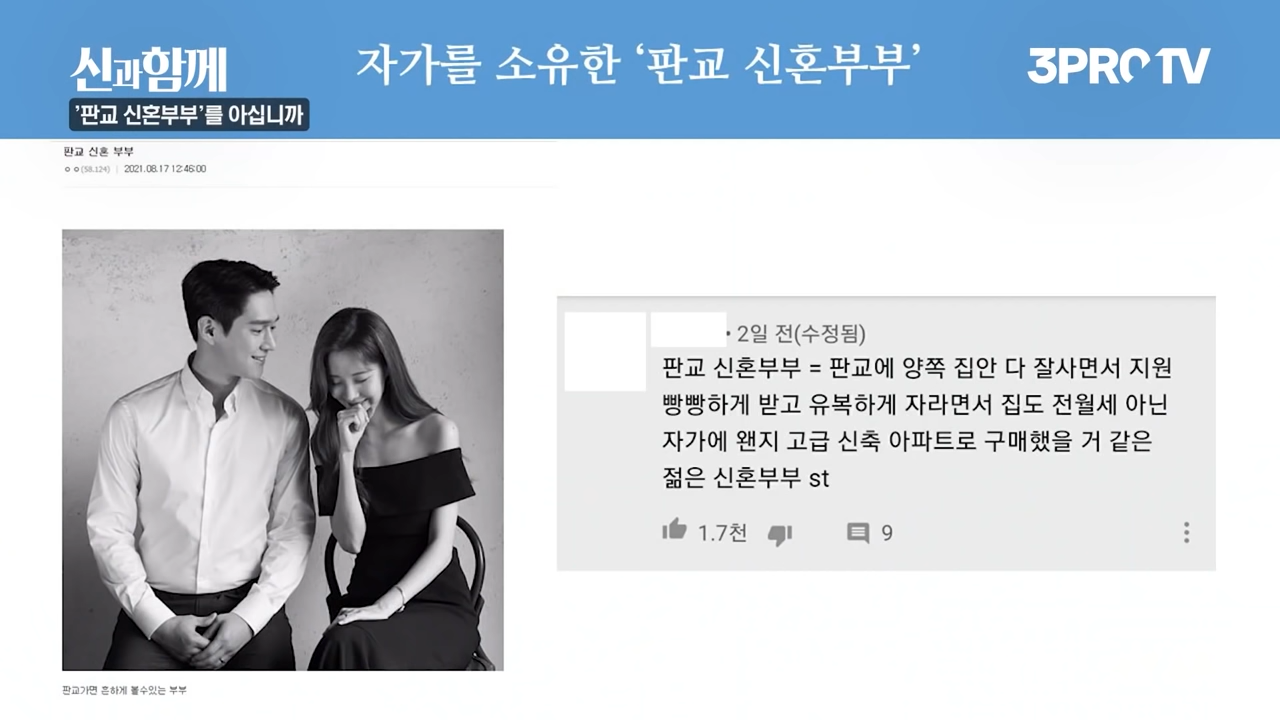 신과함께
'판교 신혼부부'를 아십니까
자가를 소유한 ‘판교 신혼부부’
3PROTV
판교 신혼 부부
ㅇㅇ(58.124) | 2021.08.17 12:46:00
판교가면 흔하게 볼수있는 부부
• 2일 전(수정됨)
판교 신혼부부 = 판교에 양쪽 집안 다 잘사면서 지원
빵빵하게 받고 유복하게 자라면서 집도 전월세 아닌
자가에 왠지 고급 신축 아파트로 구매했을 거 같은
젊은 신혼부부 st
1.7천 9